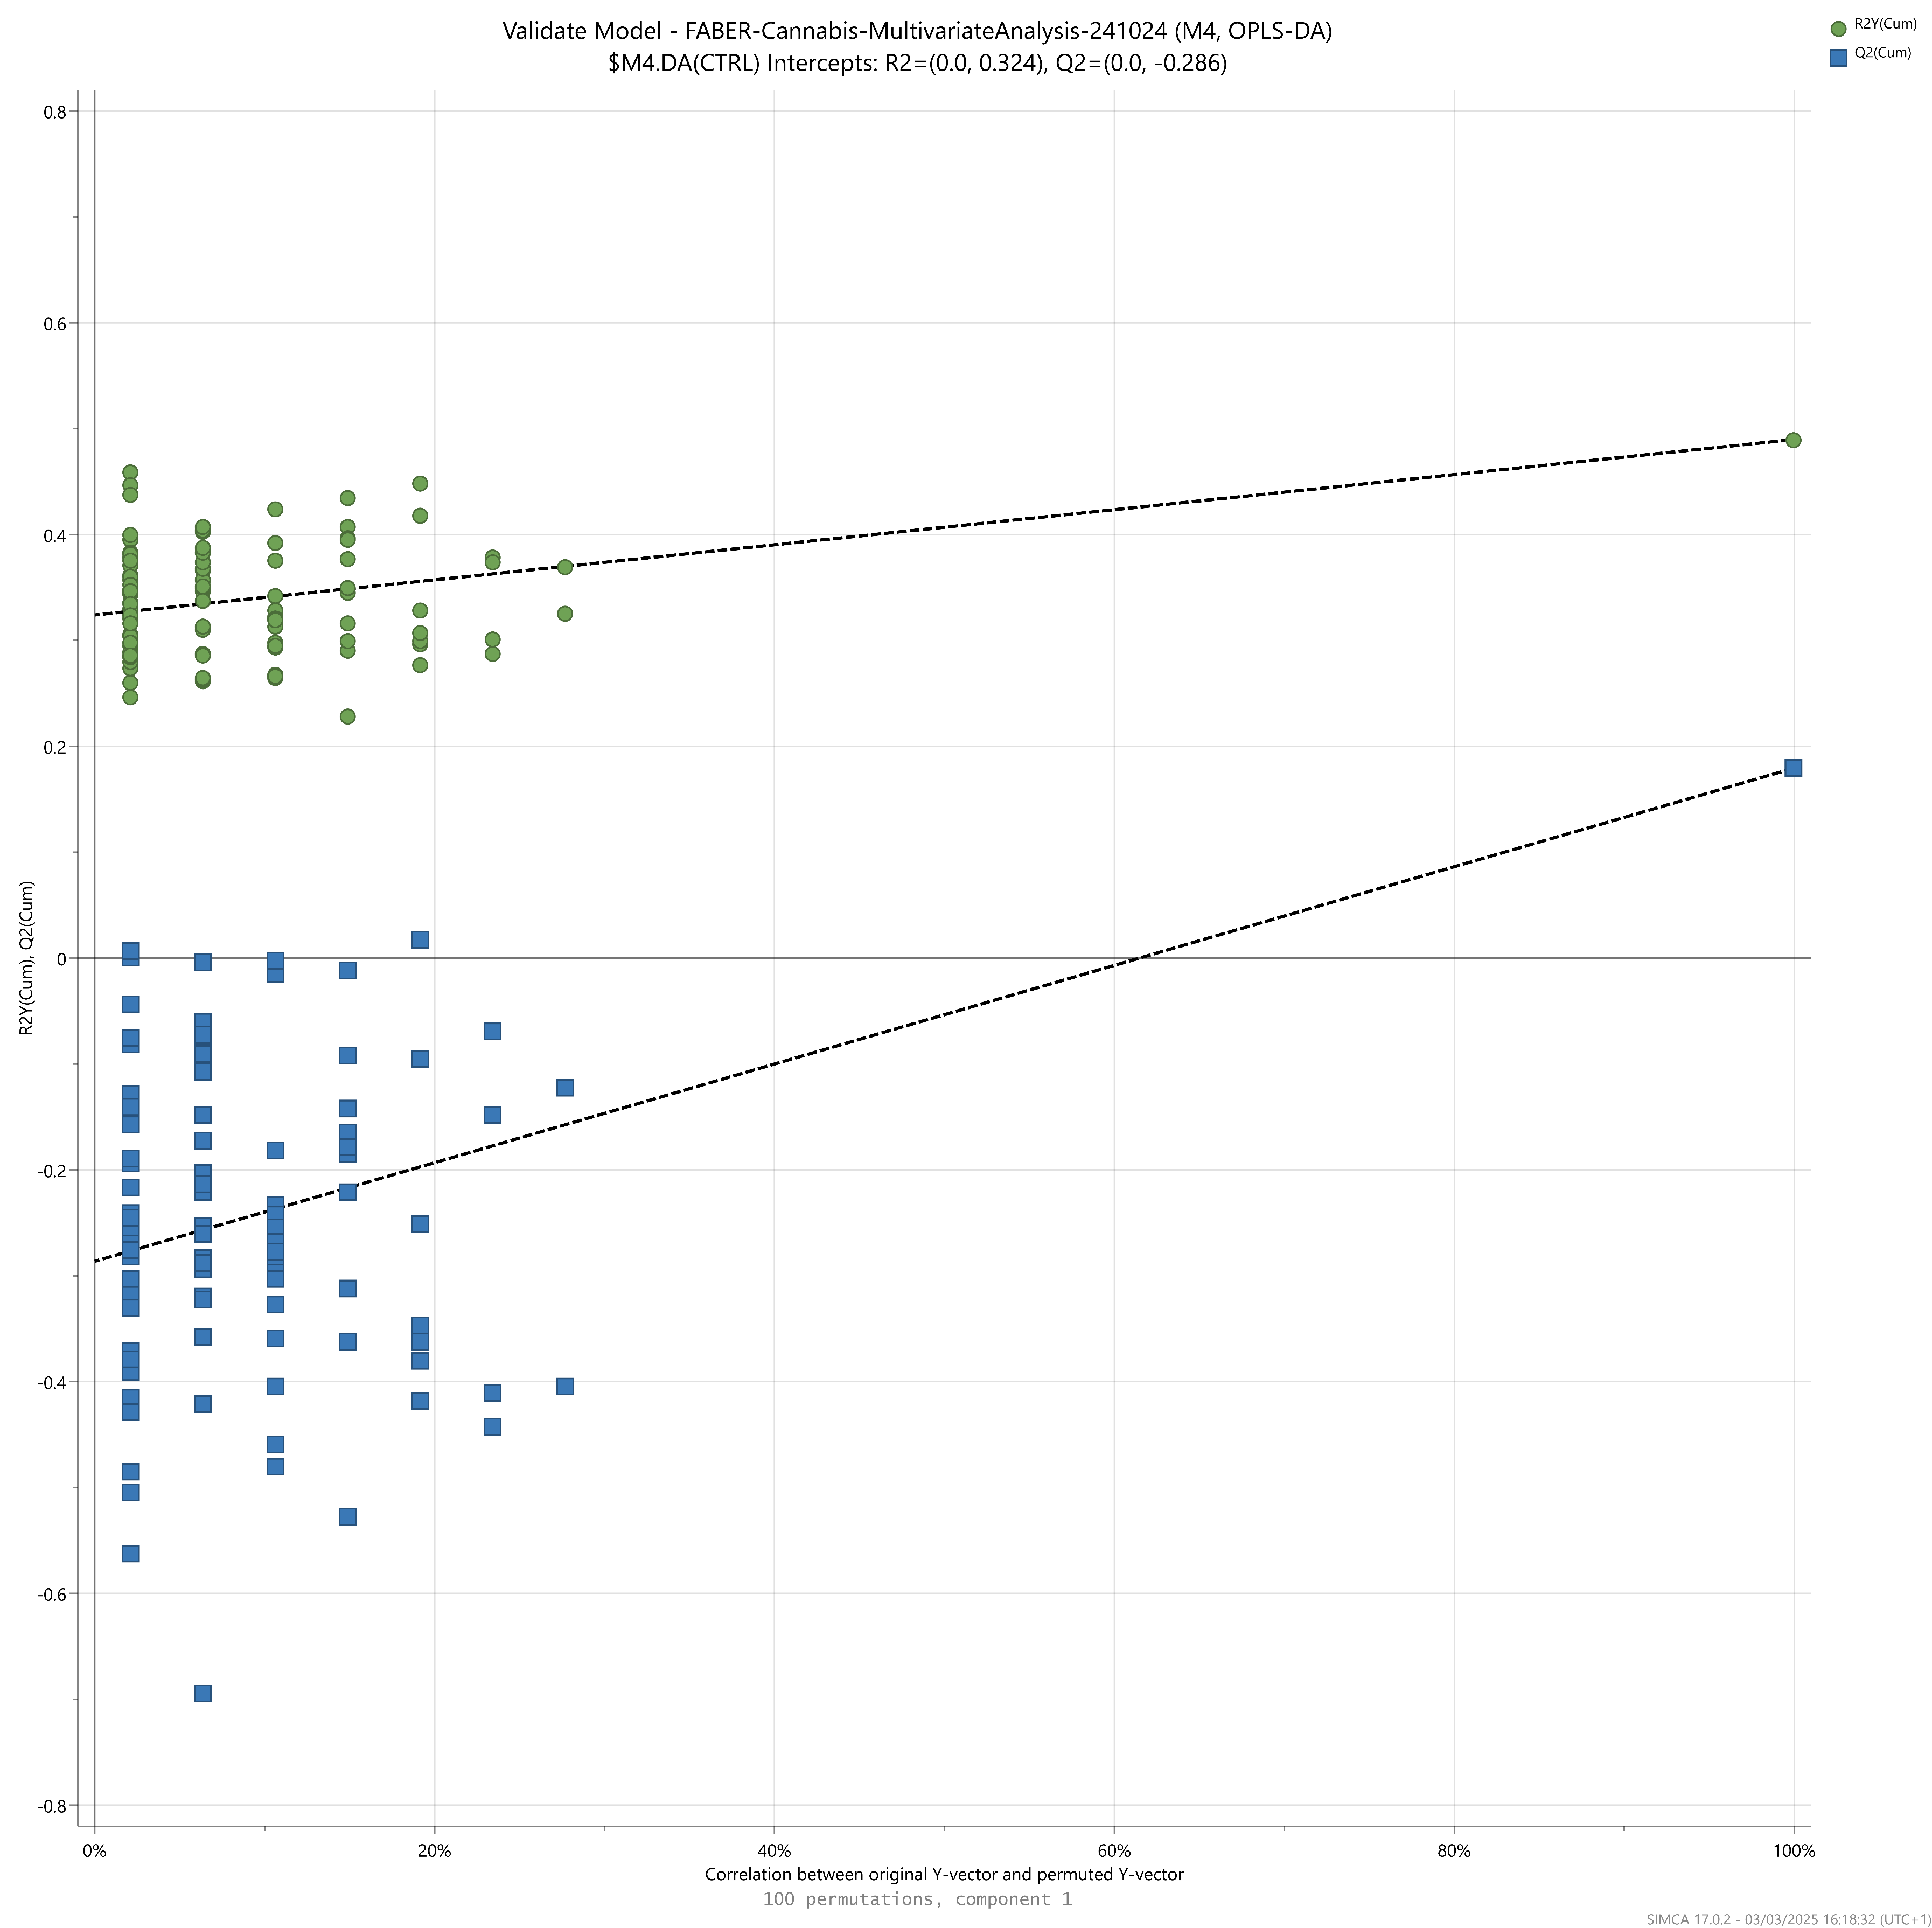 Validate Model - FABER-Cannabis-MultivariateAnalysis-241024 (M4, OPLS-DA)
$M4.DA(CTRL) Intercepts: R2=(0.0, 0.324), Q2=(0.0, -0.286)
R2Y(Cum)
Q2(Cum)
0.8
0.6
0.4
0.2
0
-0.2
-0.4
-0.6
-0.8
R2Y(Cum), Q2(Cum)
0% 20% 40% 60% 80% 100%
Correlation between original Y-vector and permuted Y-vector
100 permutations, component 1
SIMCA 17.0.2 - 03/03/2025 16:18:32 (UTC+1)